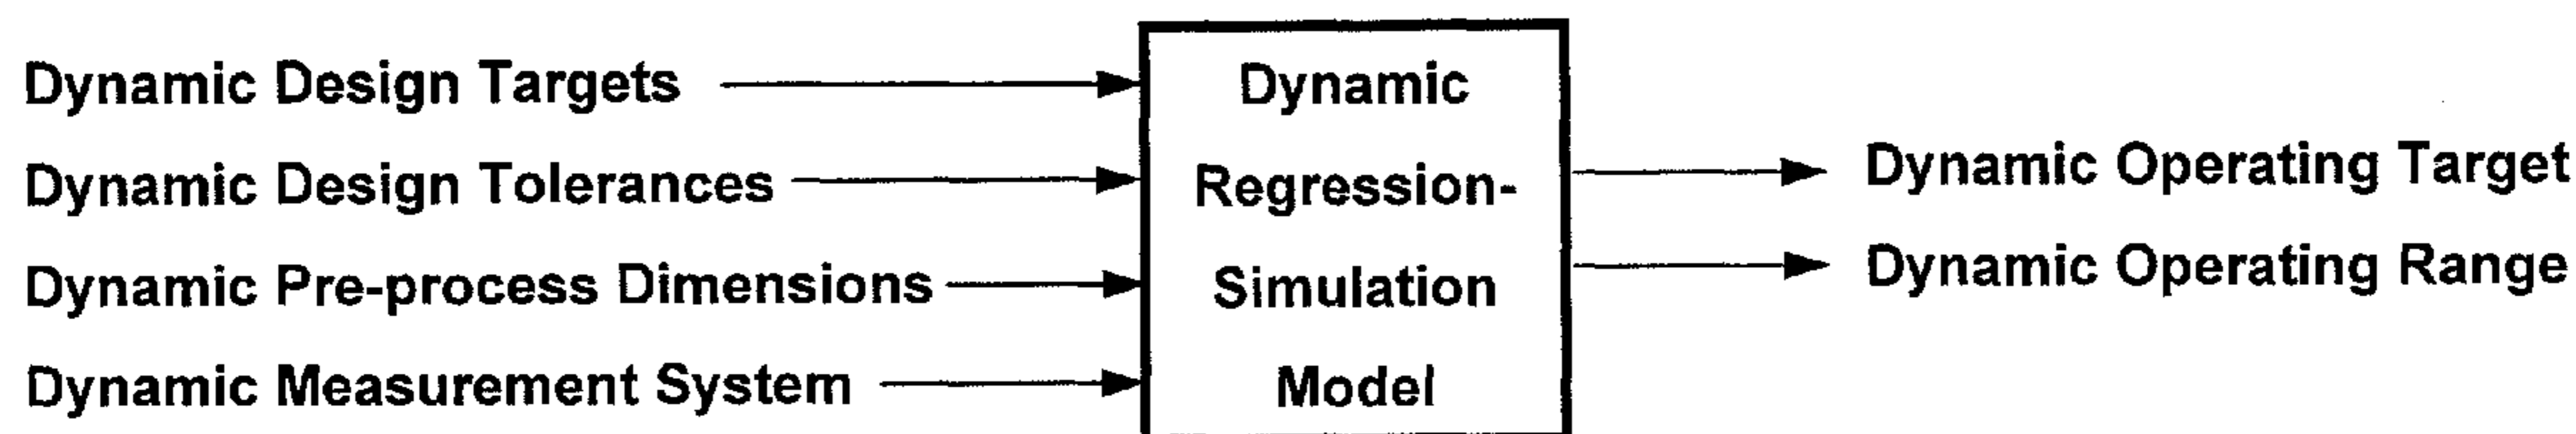 Dynamic Design Targets
Dynamic Design Tolerances
Dynamic Pre-process Dimensions
Dynamic Measurement System
Dynamic
Regression-
Simulation
Model
Dynamic Operating Target
Dynamic Operating Range